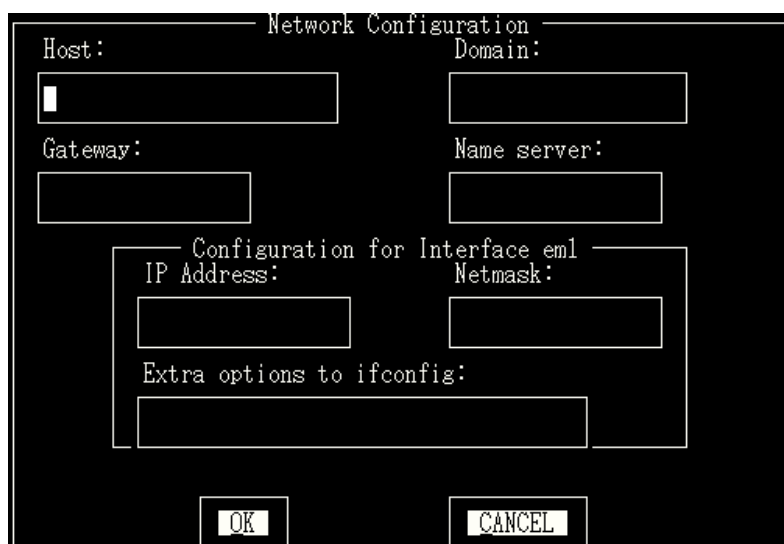 Network Configuration
Host:
Domain:
Gateway:
Name server:
Configuration for Interface em1
IP Address:
Netmask:
Extra options to ifconfig:
OK
CANCEL